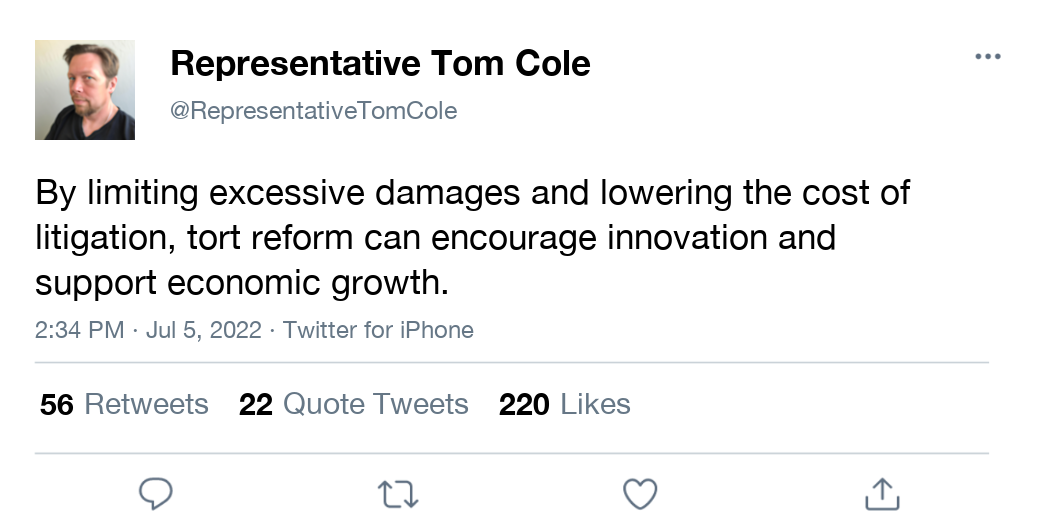 Representative Tom Cole
@RepresentativeTomCole
By limiting excessive damages and lowering the cost of
litigation, tort reform can encourage innovation and
support economic growth.
2:34 PM · Jul 5, 2022 · Twitter for iPhone
56 Retweets 22 Quote Tweets 220 Likes